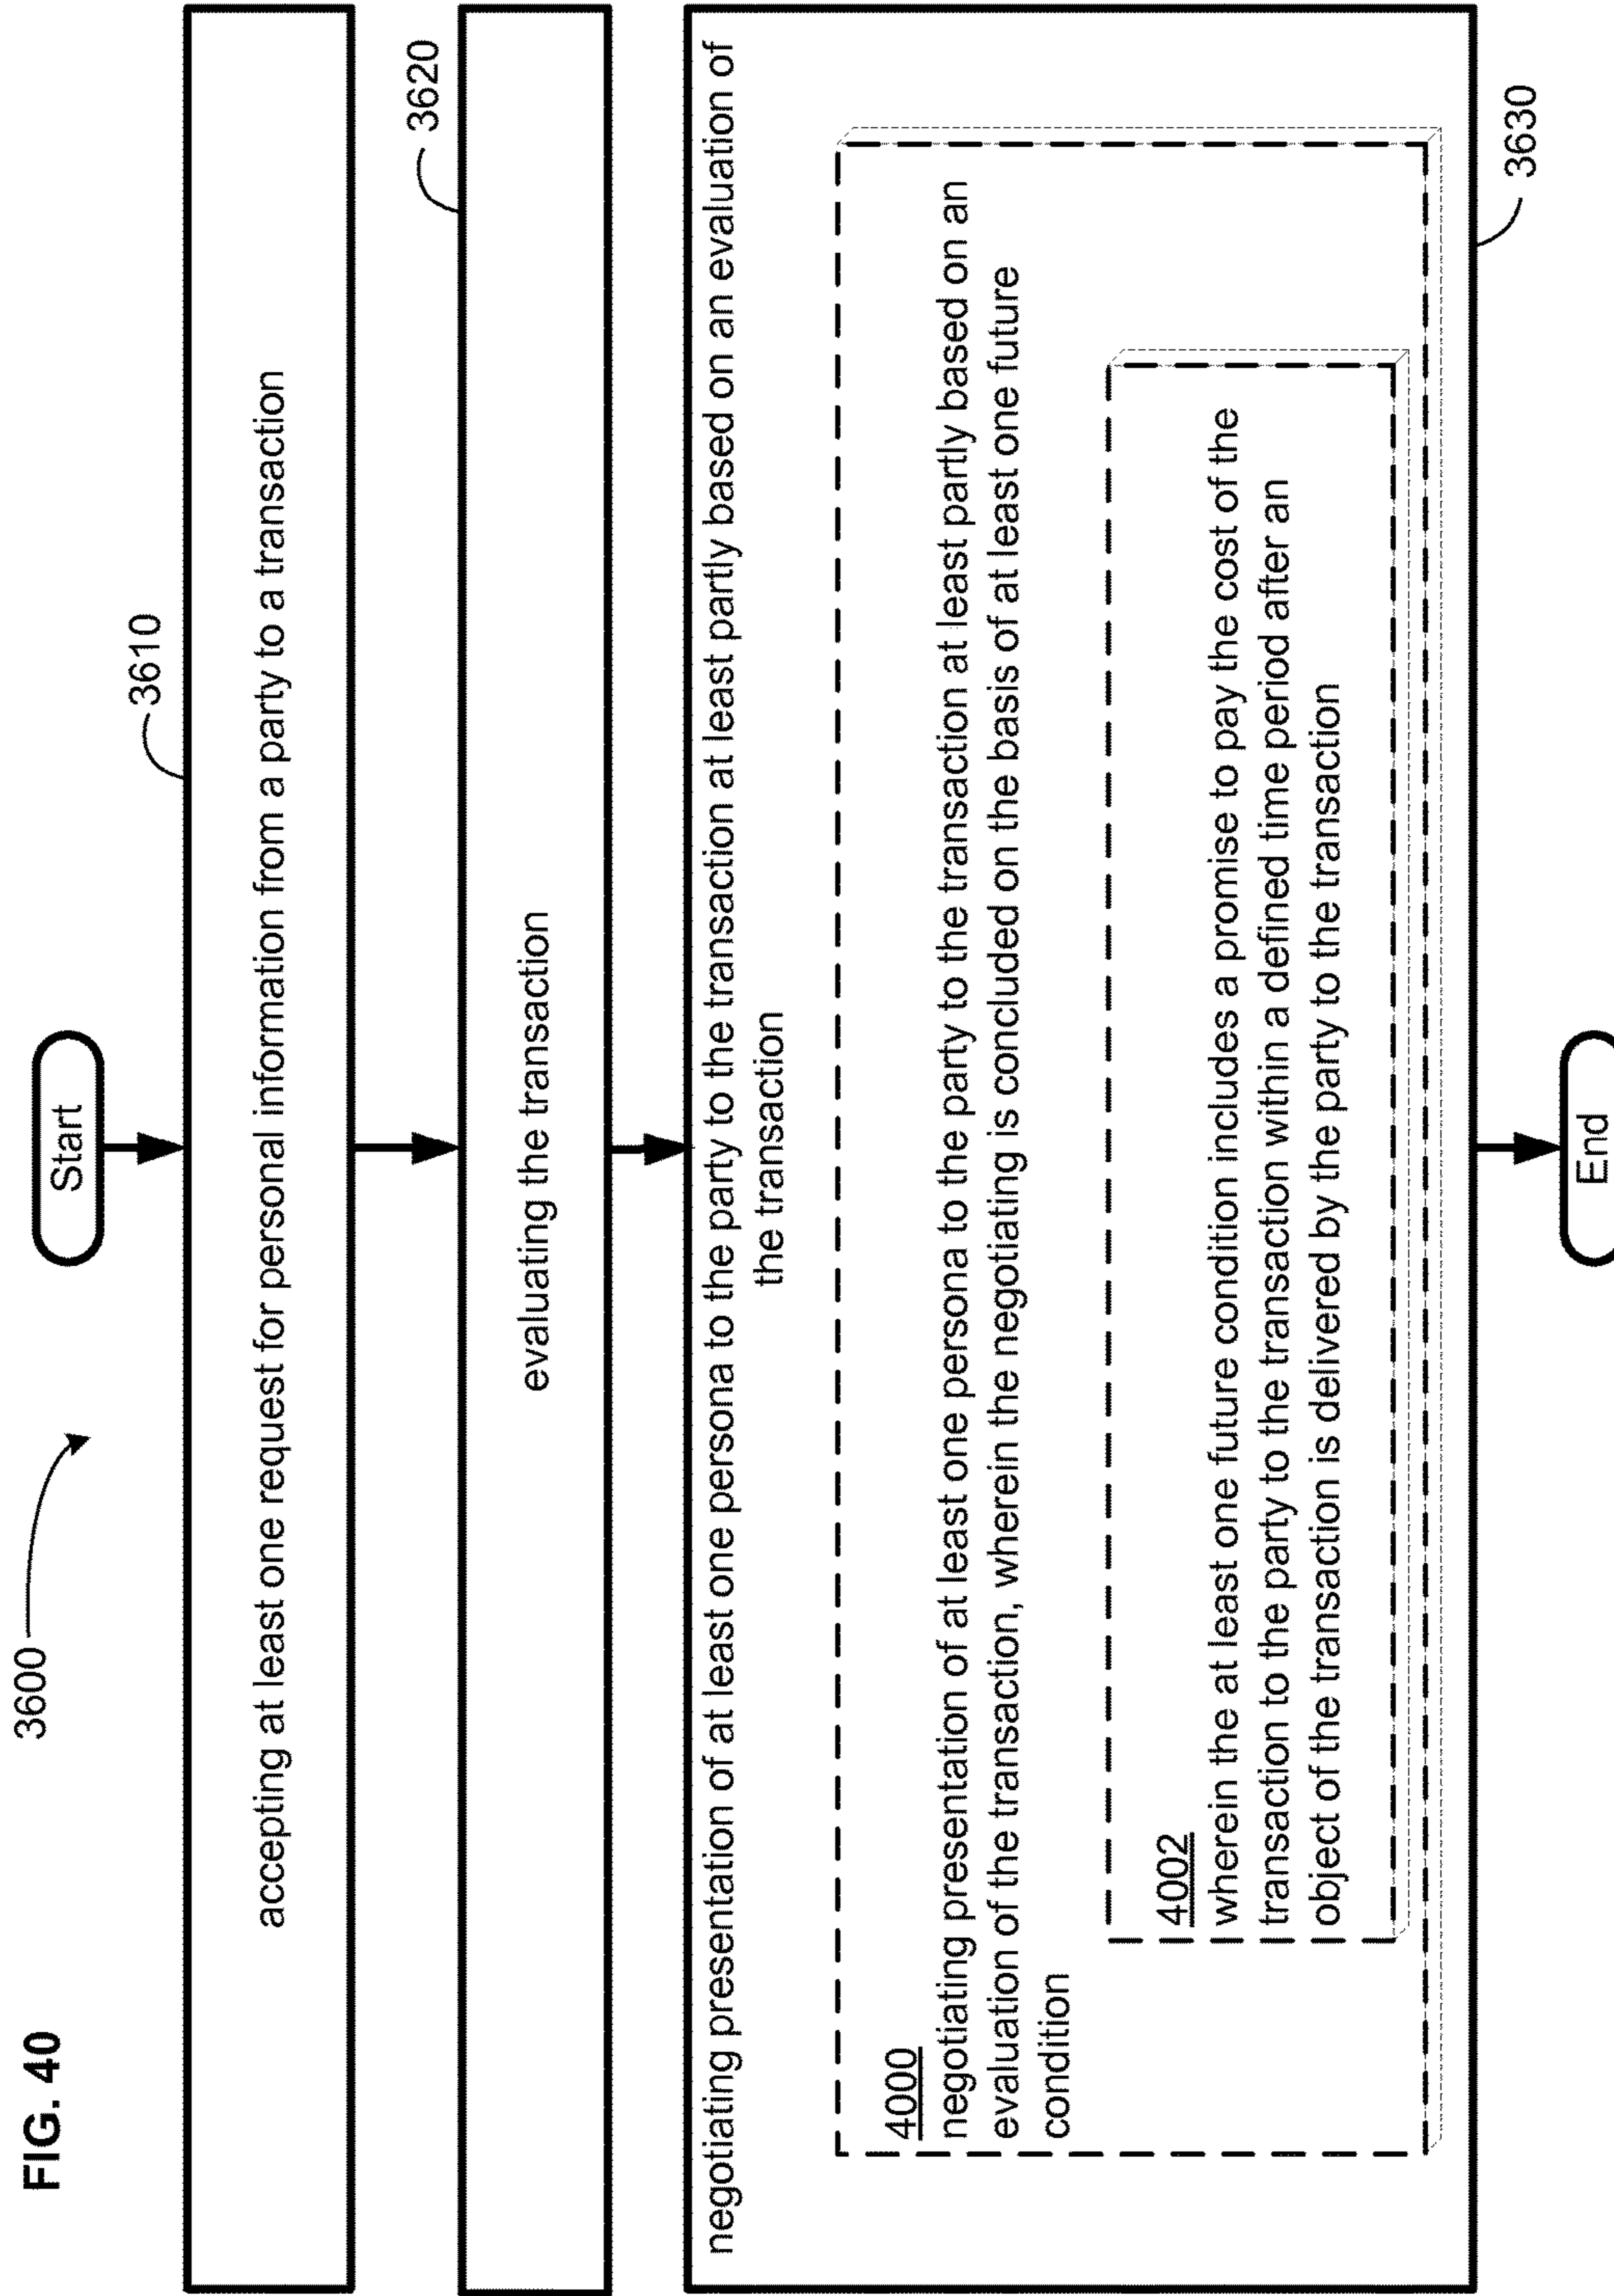 FIG. 40
3600
Start
3610
accepting at least one request for personal information from a party to a transaction
3620
evaluating the transaction
negotiating presentation of at least one persona to the party to the transaction at least partly based on an evaluation of
the transaction
4000
negotiating presentation of at least one persona to the party to the transaction at least partly based on an
evaluation of the transaction, wherein the negotiating is concluded on the basis of at least one future
condition
4002
wherein the at least one future condition includes a promise to pay the cost of the
transaction to the party to the transaction within a defined time period after an
object of the transaction is delivered by the party to the transaction
3630
End